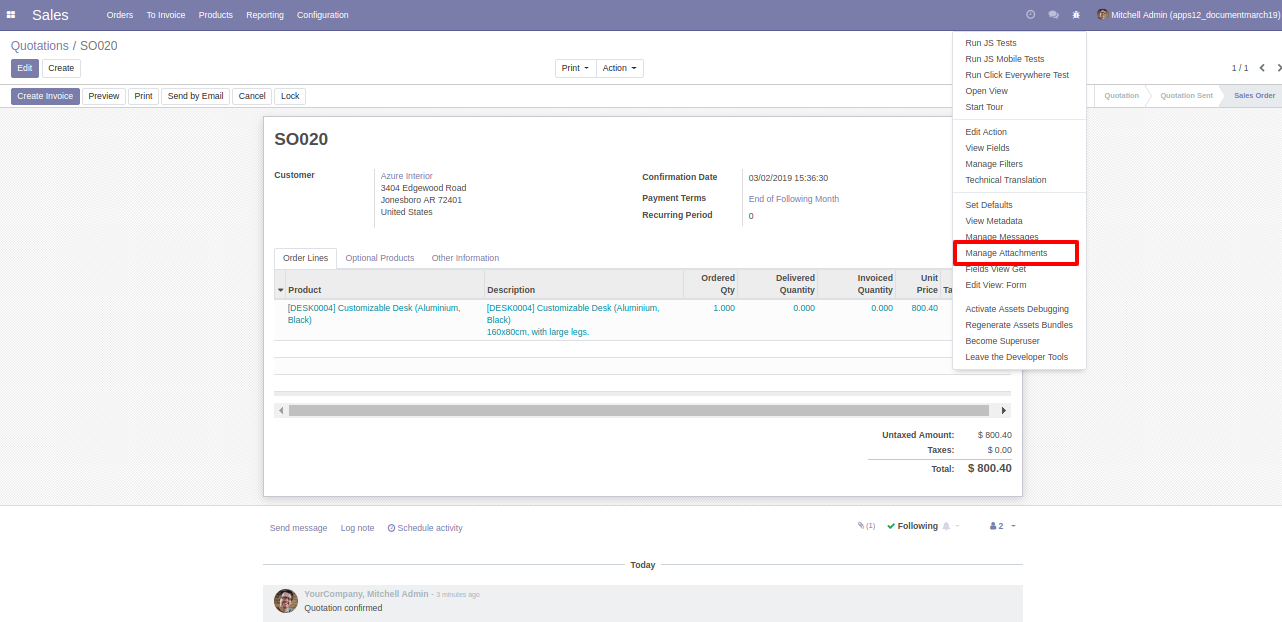 Sales Orders To Invoice Products Reporting Configuration Mitchell Admin (apps12_documentmarch19)
Quotations / SO020
Edit Create Print Action 1 / 1
Create Invoice Preview Print Send by Email Cancel Lock Quotation Quotation Sent Sales Order
Run JS Tests
Run JS Mobile Tests
Run Click Everywhere Test
Open View
Start Tour
Edit Action
View Fields
Manage Filters
Technical Translation
Set Defaults
View Metadata
Manage Messages
Manage Attachments
Fields View Get
Edit View: Form
Activate Assets Debugging
Regenerate Assets Bundles
Become Superuser
Leave the Developer Tools
SO020
Customer
Azure Interior
3404 Edgewood Road
Jonesboro AR 72401
United States
Confirmation Date 03/02/2019 15:36:30
Payment Terms End of Following Month
Recurring Period 0
Order Lines Optional Products Other Information
Product Description Ordered Qty Delivered Quantity Invoiced Quantity Unit Price Ta
[DESK0004] Customizable Desk (Aluminium, Black)
[DESK0004] Customizable Desk (Aluminium, Black)
160x80cm, with large legs.
1.000 0.000 0.000 800.40
Untaxed Amount: $ 800.40
Taxes: $ 0.00
Total: $ 800.40
Send message Log note Schedule activity (1) Following 2
Today
YourCompany, Mitchell Admin - 3 minutes ago
Quotation confirmed